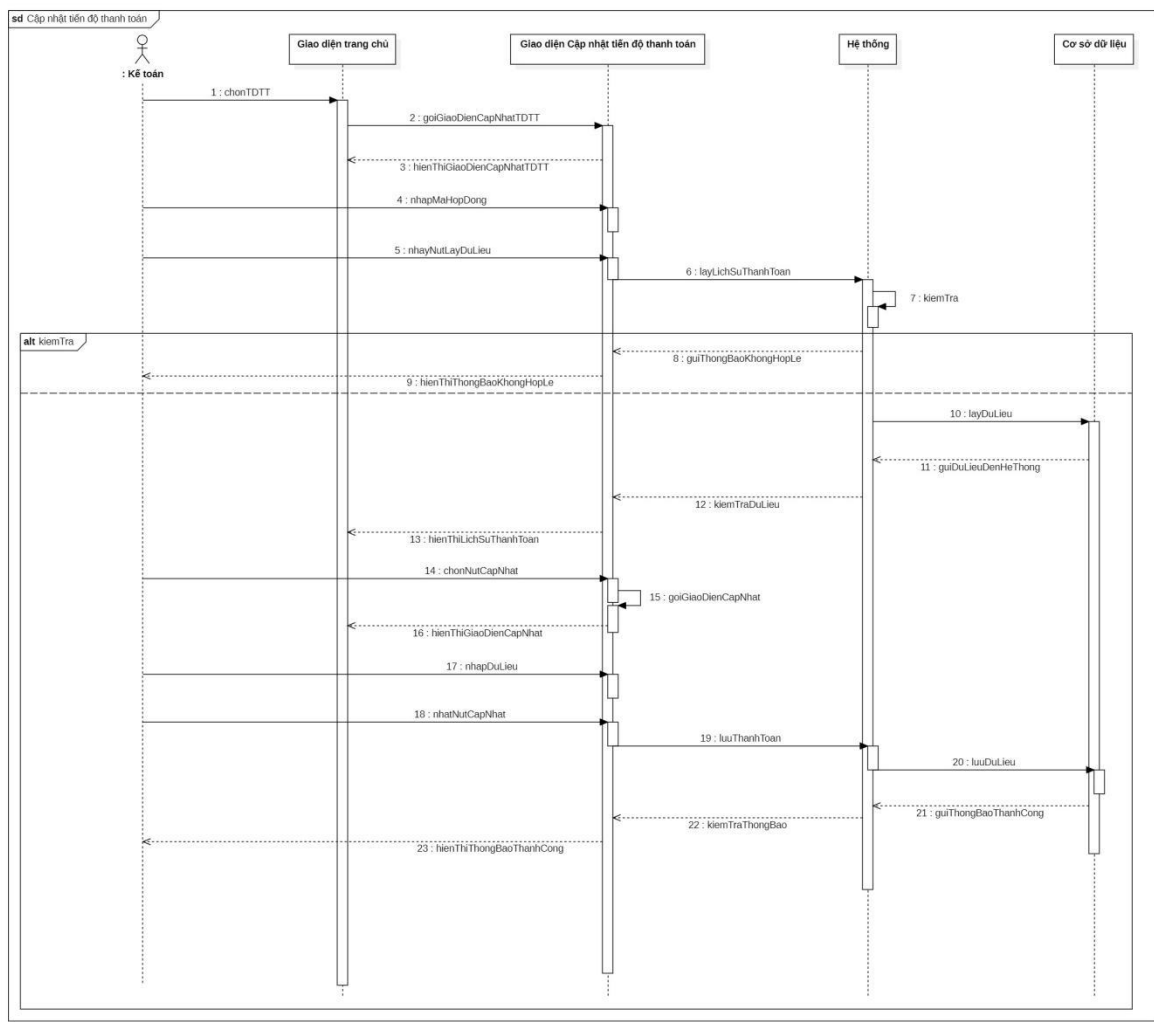 sd Cập nhật tiến độ thanh toán
Giao diện trang chủ
Giao diện Cập nhật tiến độ thanh toán
Hệ thống
Cơ sở dữ liệu
: Kế toán
1 : chonTDTT
2 : goiGiaoDienCapNhatTDTT
3 : hienThiGiaoDienCapNhatTDTT
4 : nhapMaHopDong
5 : nhayNutLayDuLieu
6 : layLichSuThanhToan
7 : kiemTra
alt kiemTra
8 : guiThongBaoKhongHopLe
9 : hienThiThongBaoKhongHopLe
10 : layDuLieu
11 : guiDuLieuDenHeThong
12 : kiemTraDuLieu
13 : hienThiLichSuThanhToan
14 : chonNutCapNhat
15 : goiGiaoDienCapNhat
16 : hienThiGiaoDienCapNhat
17 : nhapDuLieu
18 : nhatNutCapNhat
19 : luuThanhToan
20 : luuDuLieu
21 : guiThongBaoThanhCong
22 : kiemTraThongBao
23 : hienThiThongBaoThanhCong